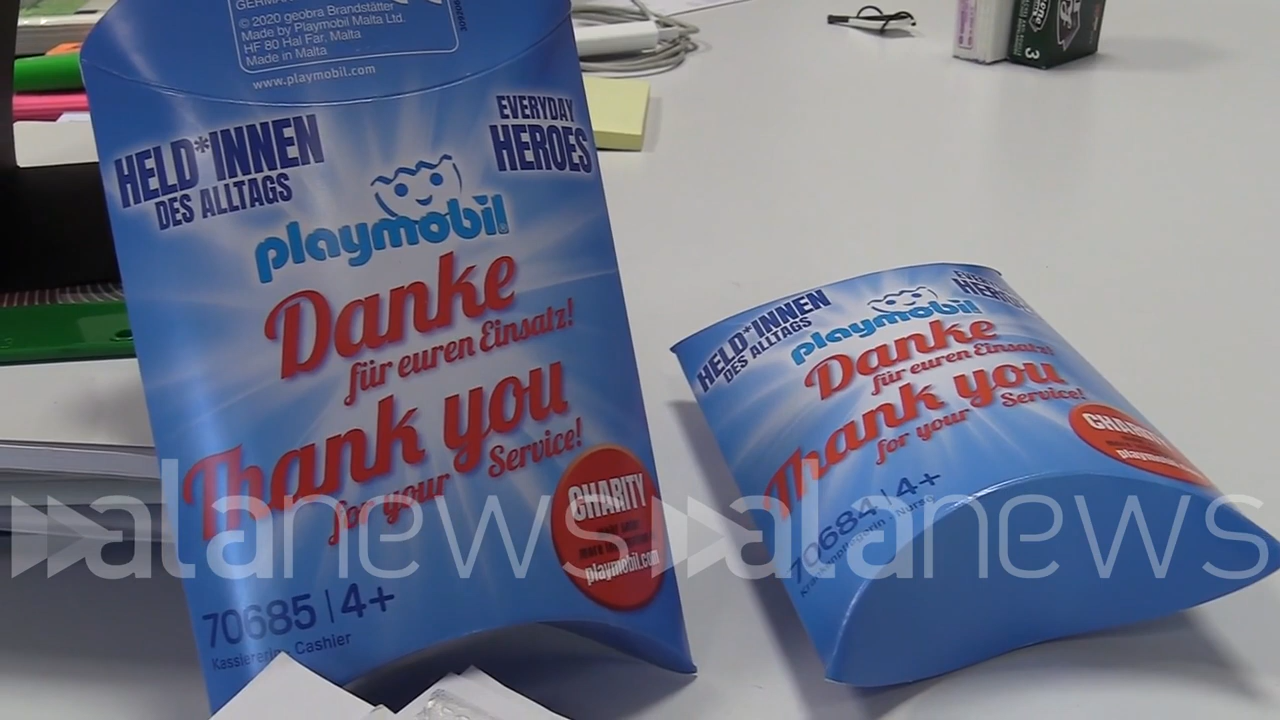 GERMANY
© 2020 geobra Brandstätter
Made by Playmobil Malta Ltd.
HF 80 Hal Far, Malta
Made in Malta
www.playmobil.com
HELD*INNEN
DES ALLTAGS
EVERYDAY
HEROES
playmobil
Danke
für euren Einsatz!
Thank you
for your Service!
CHARITY
playmobil.com
70685 | 4+
Kassiererin Cashier
HELD*INNEN
DES ALLTAGS
HEROES
playmobil
Danke
für euren Einsatz!
Thank you
for your Service!
CHARITY
70684 | 4+
Krankenpflegerin Nurse
3
alanews
alanews